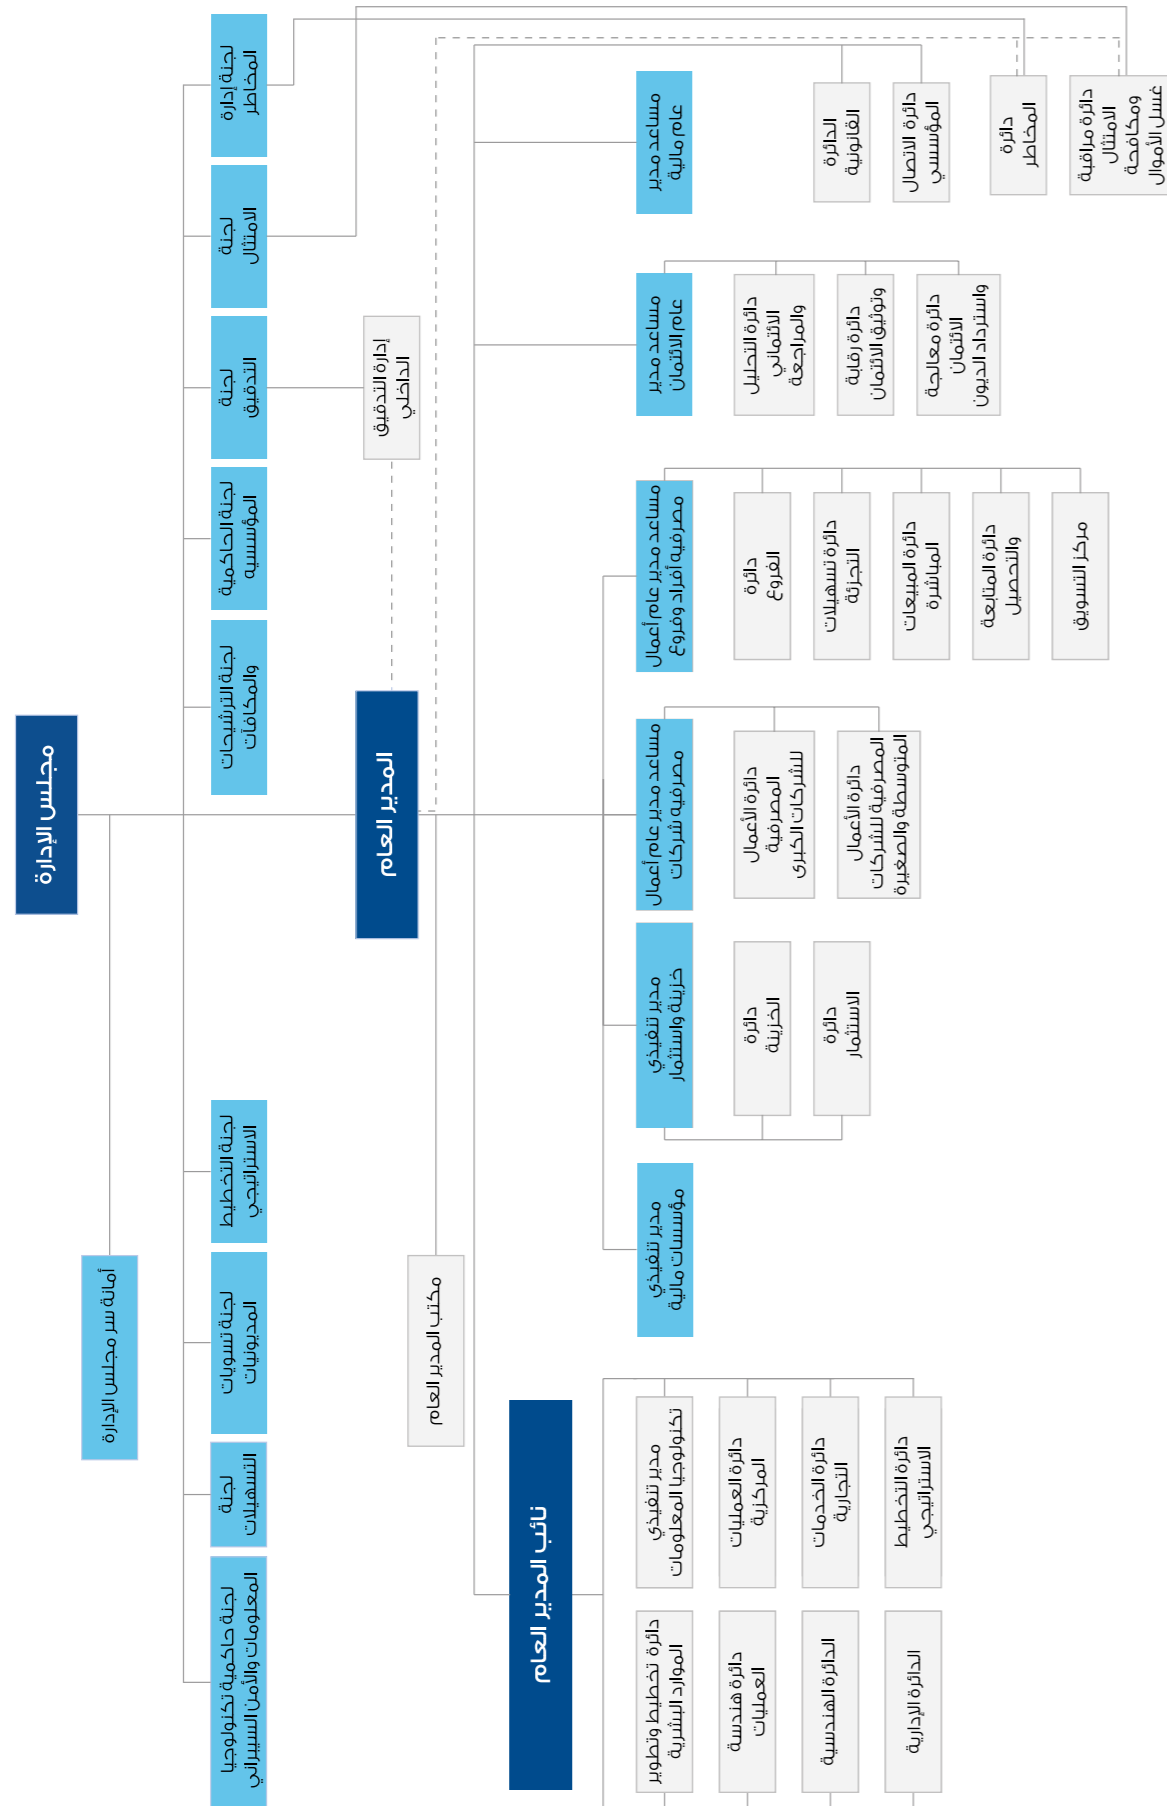 مجلس الإدارة
أمانة سر مجلس الإدارة
لجنة إدارة
المخاطر
لجنة
الامتثال
لجنة
التدقيق
لجنة الحاكمية
المؤسسيه
لجنة الترشيحات
والمكافآت
لجنة التخطيط
الاستراتيجي
لجنة تسويات
المديونيات
لجنة
التسهيلات
لجنة حاكمية تكنولوجيا
المعلومات والأمن السيبراني
إدارة التدقيق
الداخلي
المدير العام
مكتب المدير العام
نائب المدير العام
مساعد مدير
عام مالية
الدائرة
القانونية
دائرة الاتصال
المؤسسي
دائرة
المخاطر
دائرة مراقبة
الامتثال
ومكافحة
غسل الأموال
مساعد مدير
عام الائتمان
دائرة التحليل
الائتماني
والمراجعة
دائرة رقابة
وتوثيق الائتمان
دائرة معالجة
الائتمان
واسترداد الديون
مساعد مدير عام أعمال
مصرفيه أفراد وفروع
دائرة
الفروع
دائرة تسهيلات
التجزئة
دائرة المبيعات
المباشرة
دائرة المتابعة
والتحصيل
مركز التسويق
مساعد مدير عام أعمال
مصرفيه شركات
دائرة الأعمال
المصرفية
للشركات الكبرى
دائرة الأعمال
المصرفية للشركات
المتوسطة والصغيرة
مدير تنفيذي
خزينة واستثمار
دائرة
الخزينة
دائرة
الاستثمار
مدير تنفيذي
مؤسسات مالية
مدير تنفيذي
تكنولوجيا المعلومات
دائرة العمليات
المركزية
دائرة الخدمات
التجارية
دائرة التخطيط
الاستراتيجي
دائرة تخطيط وتطوير
الموارد البشرية
دائرة هندسة
العمليات
الدائرة الهندسية
الدائرة الإدارية